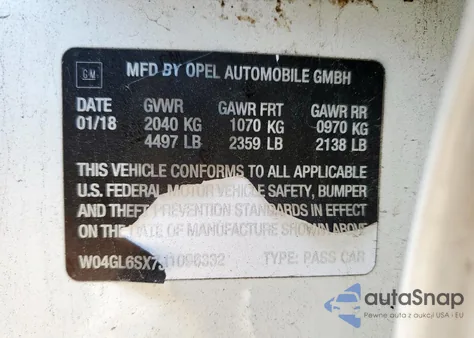 GM
MFD BY OPEL AUTOMOBILE GMBH
DATE GVWR GAWR FRT GAWR RR
01/18 2040 KG 1070 KG 0970 KG
4497 LB 2359 LB 2138 LB
THIS VEHICLE CONFORMS TO ALL APPLICABLE
U.S. FEDERAL MOTOR VEHICLE SAFETY, BUMPER
AND THEFT PREVENTION STANDARDS IN EFFECT
ON THE DATE OF MANUFACTURE SHOWN ABOVE
TYPE: PASS CAR
autoSnap
Pewne auta z aukcji USA - EU